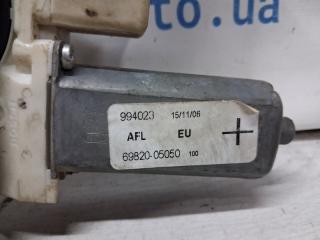 to.ua
994023 15/11/06
AFL EU +
69820-05050 100